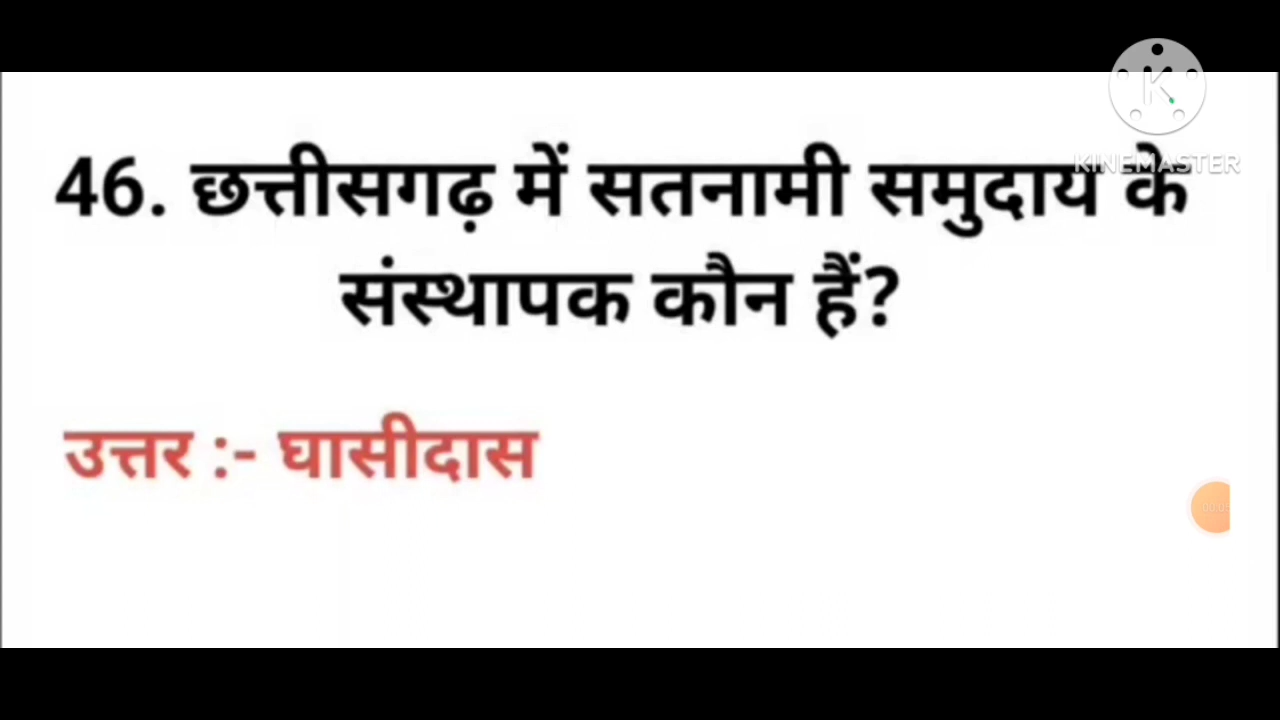 46. छत्तीसगढ़ में सतनामी समुदाय के
संस्थापक कौन हैं?
उत्तर :- घासीदास
KINEMASTER